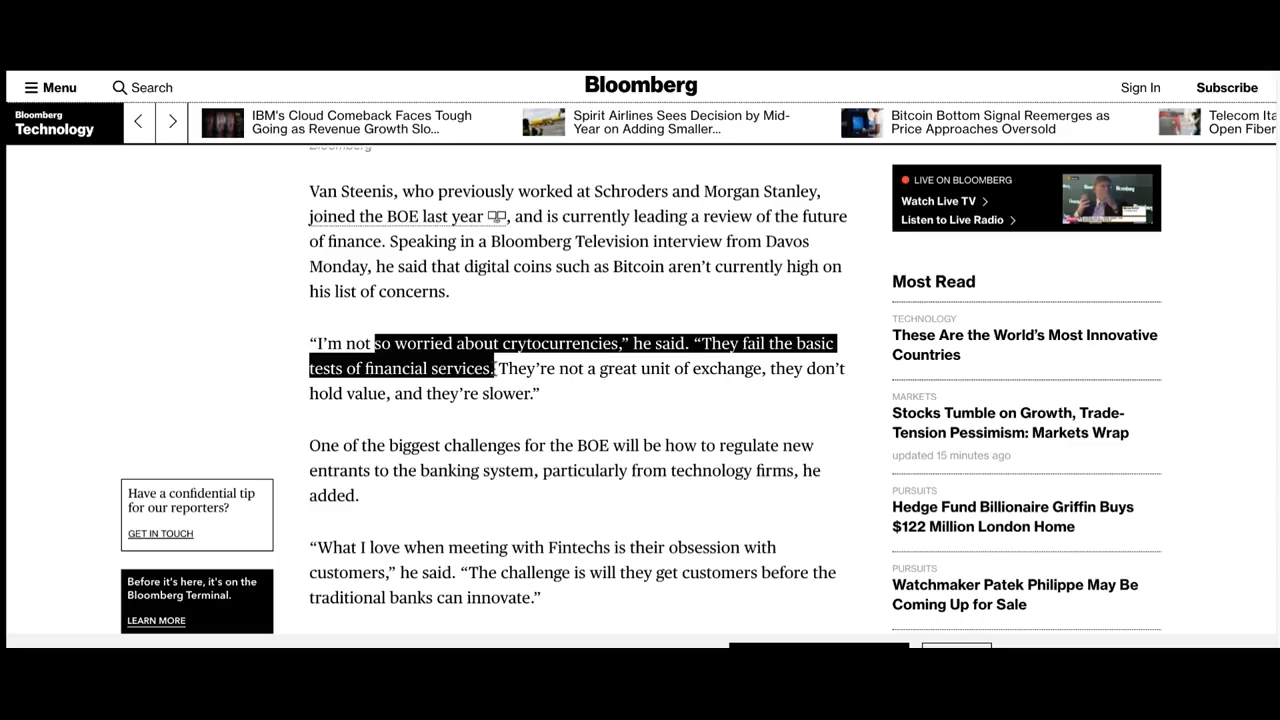 Menu
Search
Bloomberg
Sign In
Subscribe
Bloomberg
Technology
IBM's Cloud Comeback Faces Tough
Going as Revenue Growth Slo...
Spirit Airlines Sees Decision by Mid-
Year on Adding Smaller...
Bitcoin Bottom Signal Reemerges as
Price Approaches Oversold
Telecom Ita
Open Fiber
Bloomberg
Van Steenis, who previously worked at Schroders and Morgan Stanley,
joined the BOE last year, and is currently leading a review of the future
of finance. Speaking in a Bloomberg Television interview from Davos
Monday, he said that digital coins such as Bitcoin aren’t currently high on
his list of concerns.
“I’m not so worried about crytocurrencies,” he said. “They fail the basic
tests of financial services. They’re not a great unit of exchange, they don’t
hold value, and they’re slower.”
One of the biggest challenges for the BOE will be how to regulate new
entrants to the banking system, particularly from technology firms, he
added.
“What I love when meeting with Fintechs is their obsession with
customers,” he said. “The challenge is will they get customers before the
traditional banks can innovate.”
Have a confidential tip
for our reporters?
GET IN TOUCH
Before it's here, it's on the
Bloomberg Terminal.
LEARN MORE
LIVE ON BLOOMBERG
Watch Live TV
Listen to Live Radio
Most Read
TECHNOLOGY
These Are the World’s Most Innovative
Countries
MARKETS
Stocks Tumble on Growth, Trade-
Tension Pessimism: Markets Wrap
updated 15 minutes ago
PURSUITS
Hedge Fund Billionaire Griffin Buys
$122 Million London Home
PURSUITS
Watchmaker Patek Philippe May Be
Coming Up for Sale